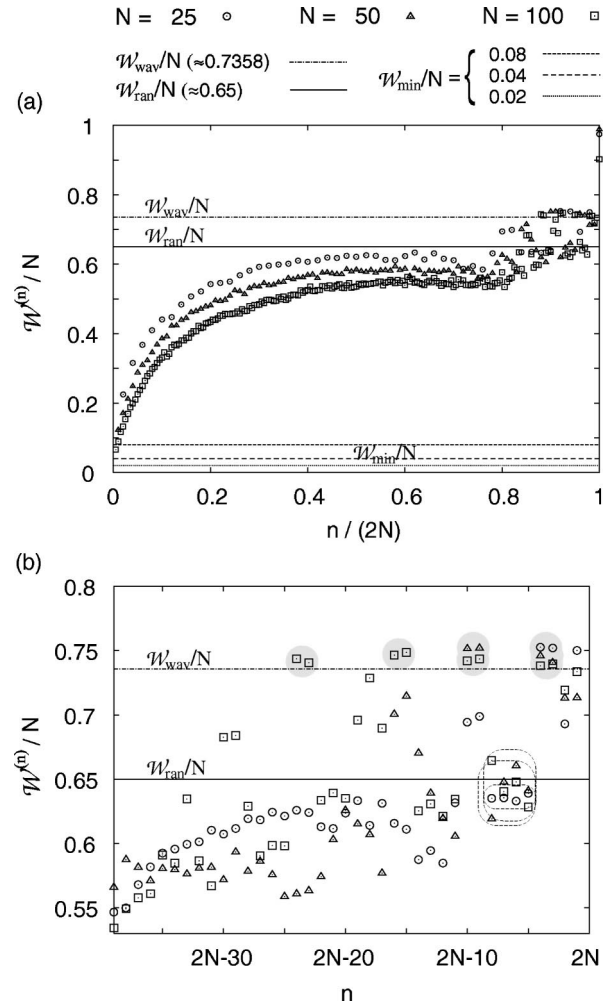 N = 25 N = 50 N = 100
𝒲wav/N (≈0.7358)
𝒲ran/N (≈0.65)
𝒲min/N = { 0.08
0.04
0.02
(a)
1
0.8
0.6
0.4
0.2
0
𝒲(n) / N
𝒲wav/N
𝒲ran/N
𝒲min/N
0 0.2 0.4 0.6 0.8 1
n / (2N)
(b)
0.8
0.75
0.7
0.65
0.6
0.55
𝒲(n) / N
𝒲wav/N
𝒲ran/N
2N-30 2N-20 2N-10 2N
n